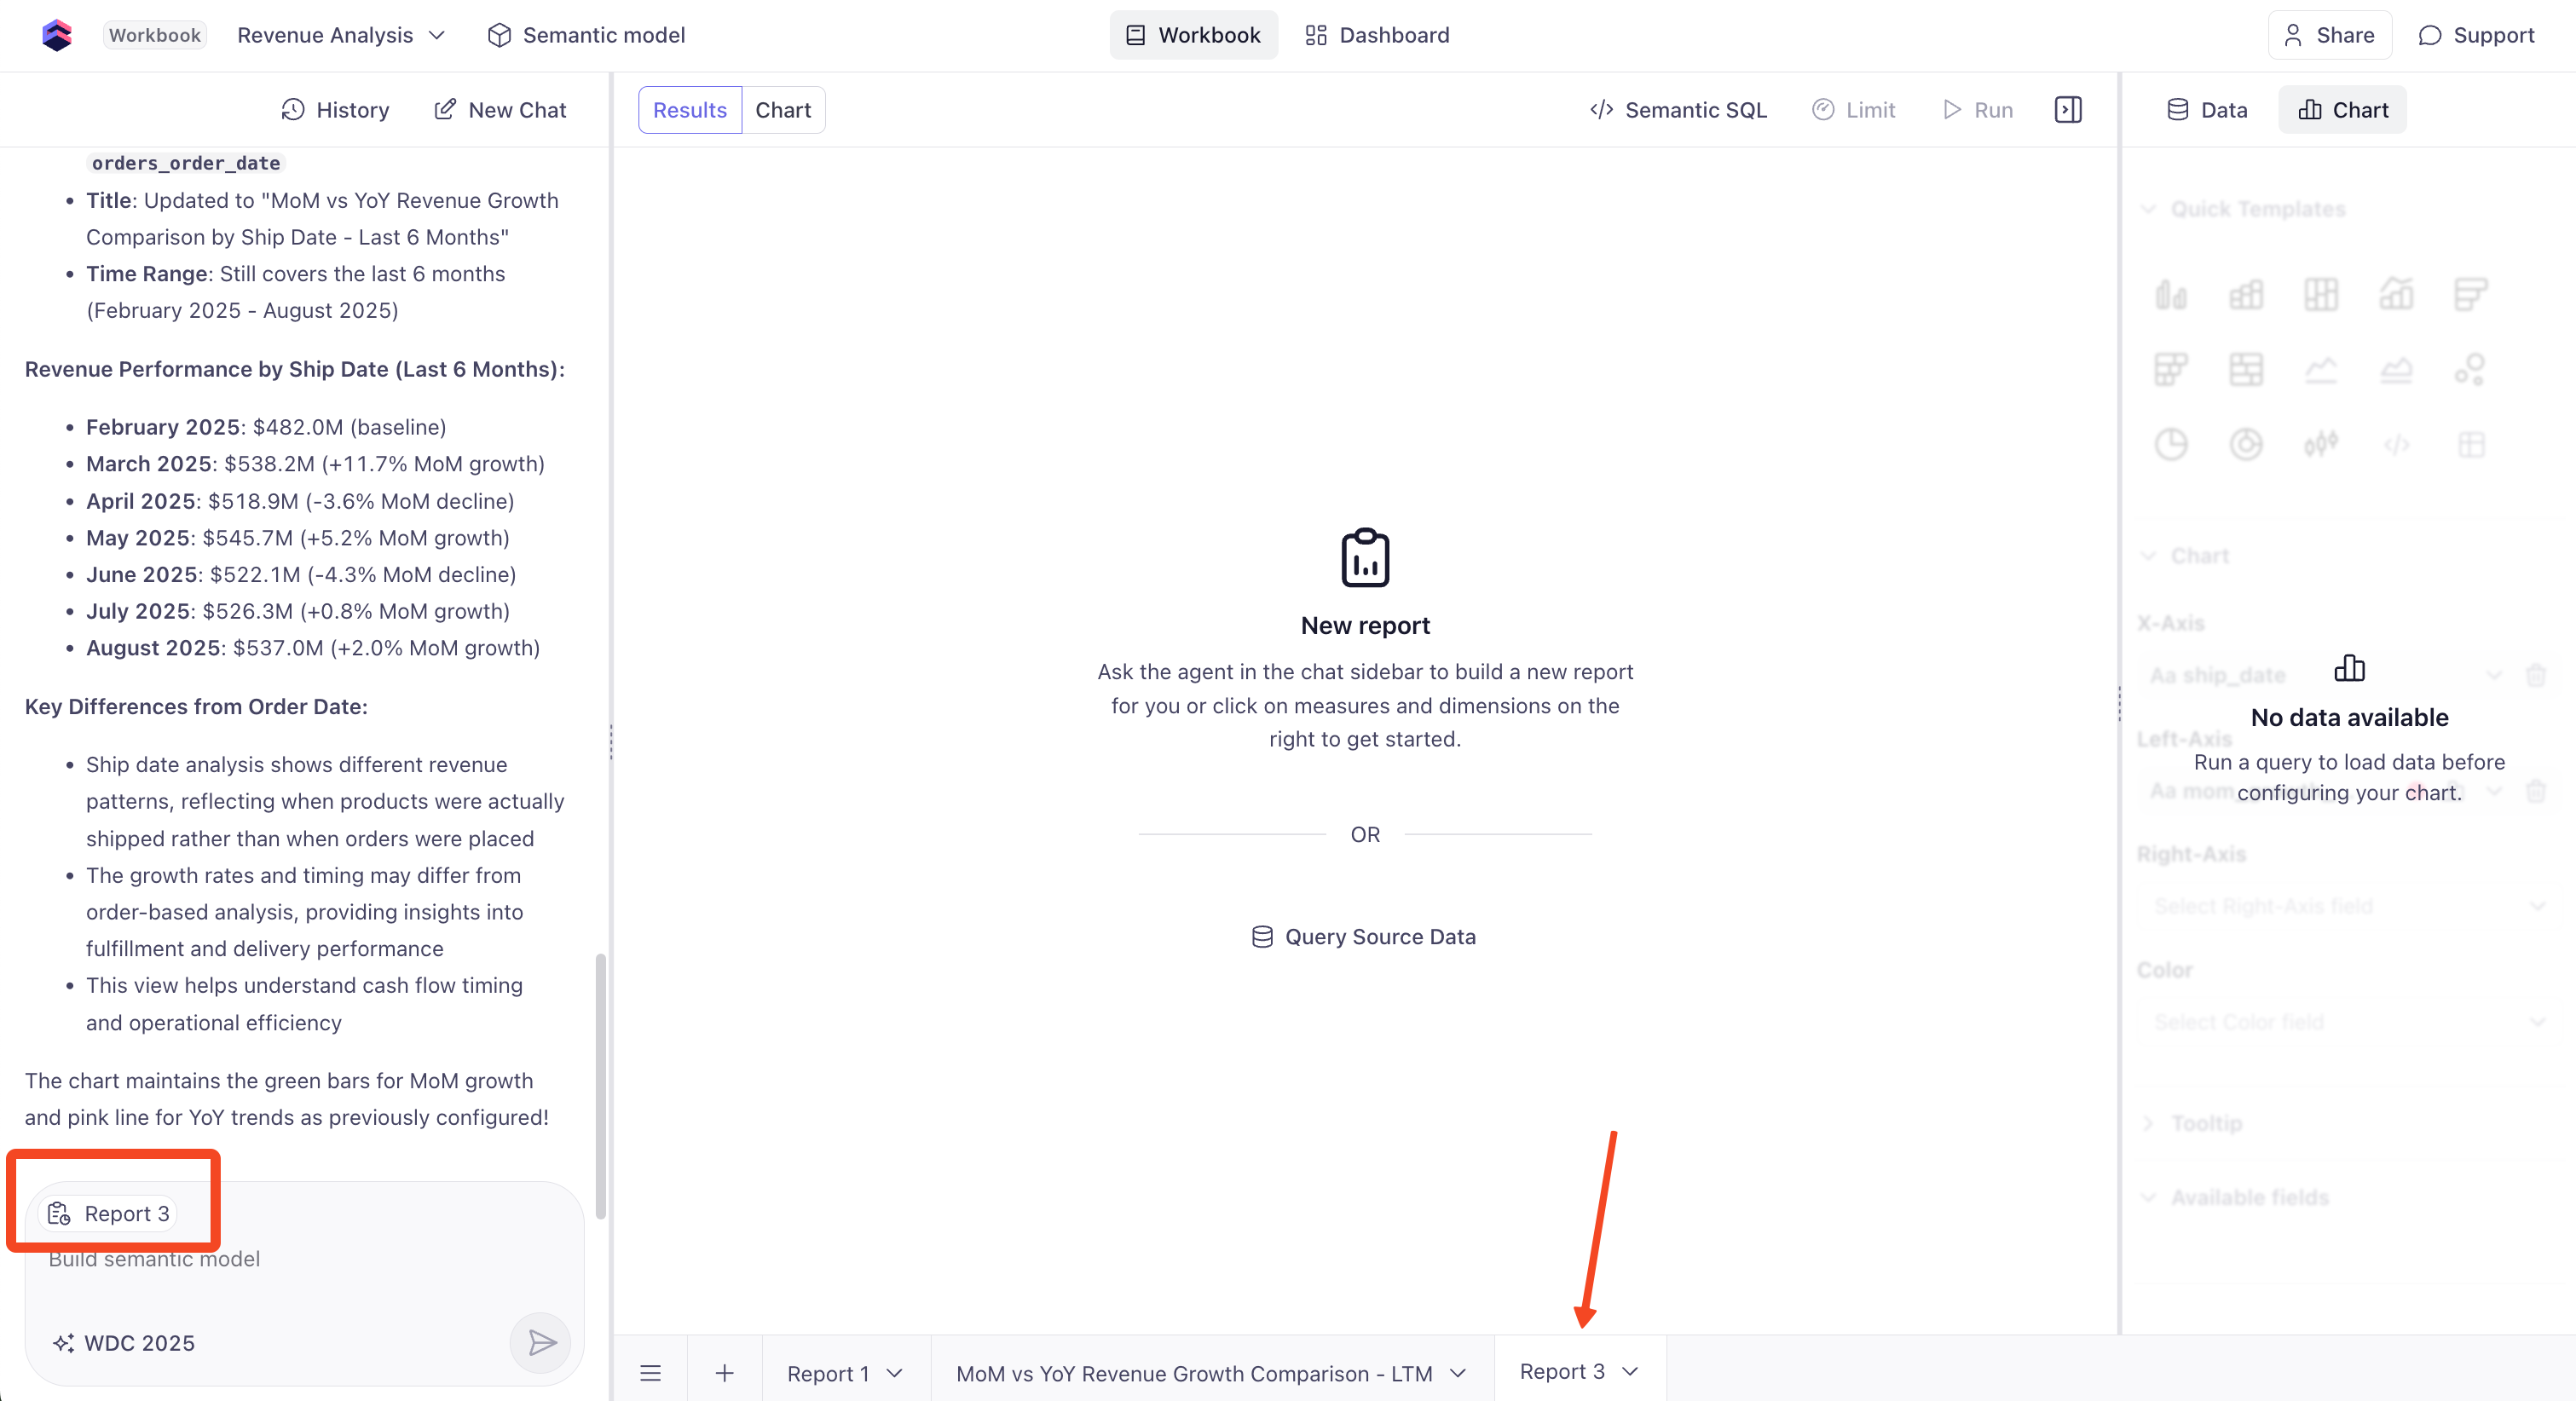 Workbook
Revenue Analysis
Semantic model
Workbook
Dashboard
Share
Support
History
New Chat
Results
Chart
Semantic SQL
Limit
Run
Data
Chart
orders_order_date
• Title: Updated to "MoM vs YoY Revenue Growth
Comparison by Ship Date - Last 6 Months"
• Time Range: Still covers the last 6 months
(February 2025 - August 2025)
Revenue Performance by Ship Date (Last 6 Months):
• February 2025: $482.0M (baseline)
• March 2025: $538.2M (+11.7% MoM growth)
• April 2025: $518.9M (-3.6% MoM decline)
• May 2025: $545.7M (+5.2% MoM growth)
• June 2025: $522.1M (-4.3% MoM decline)
• July 2025: $526.3M (+0.8% MoM growth)
• August 2025: $537.0M (+2.0% MoM growth)
Key Differences from Order Date:
• Ship date analysis shows different revenue
patterns, reflecting when products were actually
shipped rather than when orders were placed
• The growth rates and timing may differ from
order-based analysis, providing insights into
fulfillment and delivery performance
• This view helps understand cash flow timing
and operational efficiency
The chart maintains the green bars for MoM growth
and pink line for YoY trends as previously configured!
Report 3
Build semantic model
WDC 2025
New report
Ask the agent in the chat sidebar to build a new report
for you or click on measures and dimensions on the
right to get started.
OR
Query Source Data
Report 1
MoM vs YoY Revenue Growth Comparison - LTM
Report 3
Quick Templates
Chart
X-Axis
Aa ship_date
No data available
Left-Axis
Run a query to load data before
Aa
configuring your chart.
Right-Axis
Select Right-Axis field
Color
Select Color field
Tooltip
Available fields